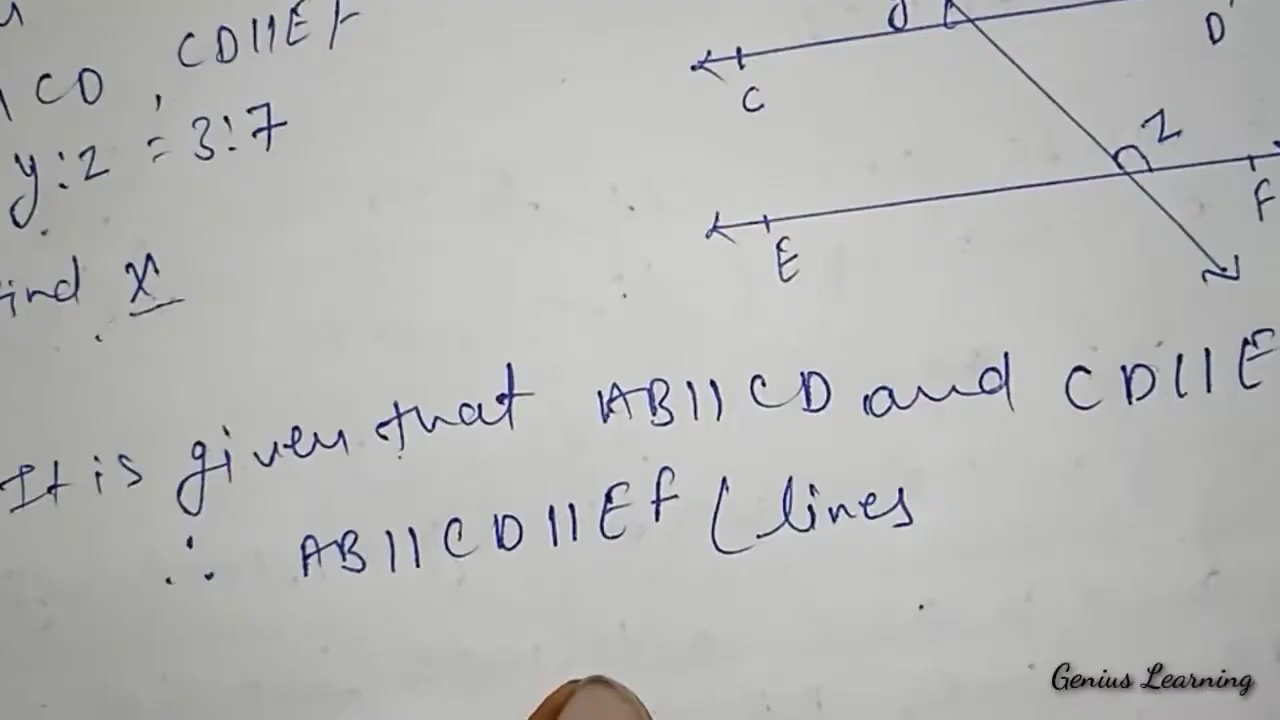 CD , CD||EF
y:z = 3:7
find x
It is given that AB||CD and CD||E
∴ AB||CD||EF ( lines
y
D
C
z
F
E
Genius Learning